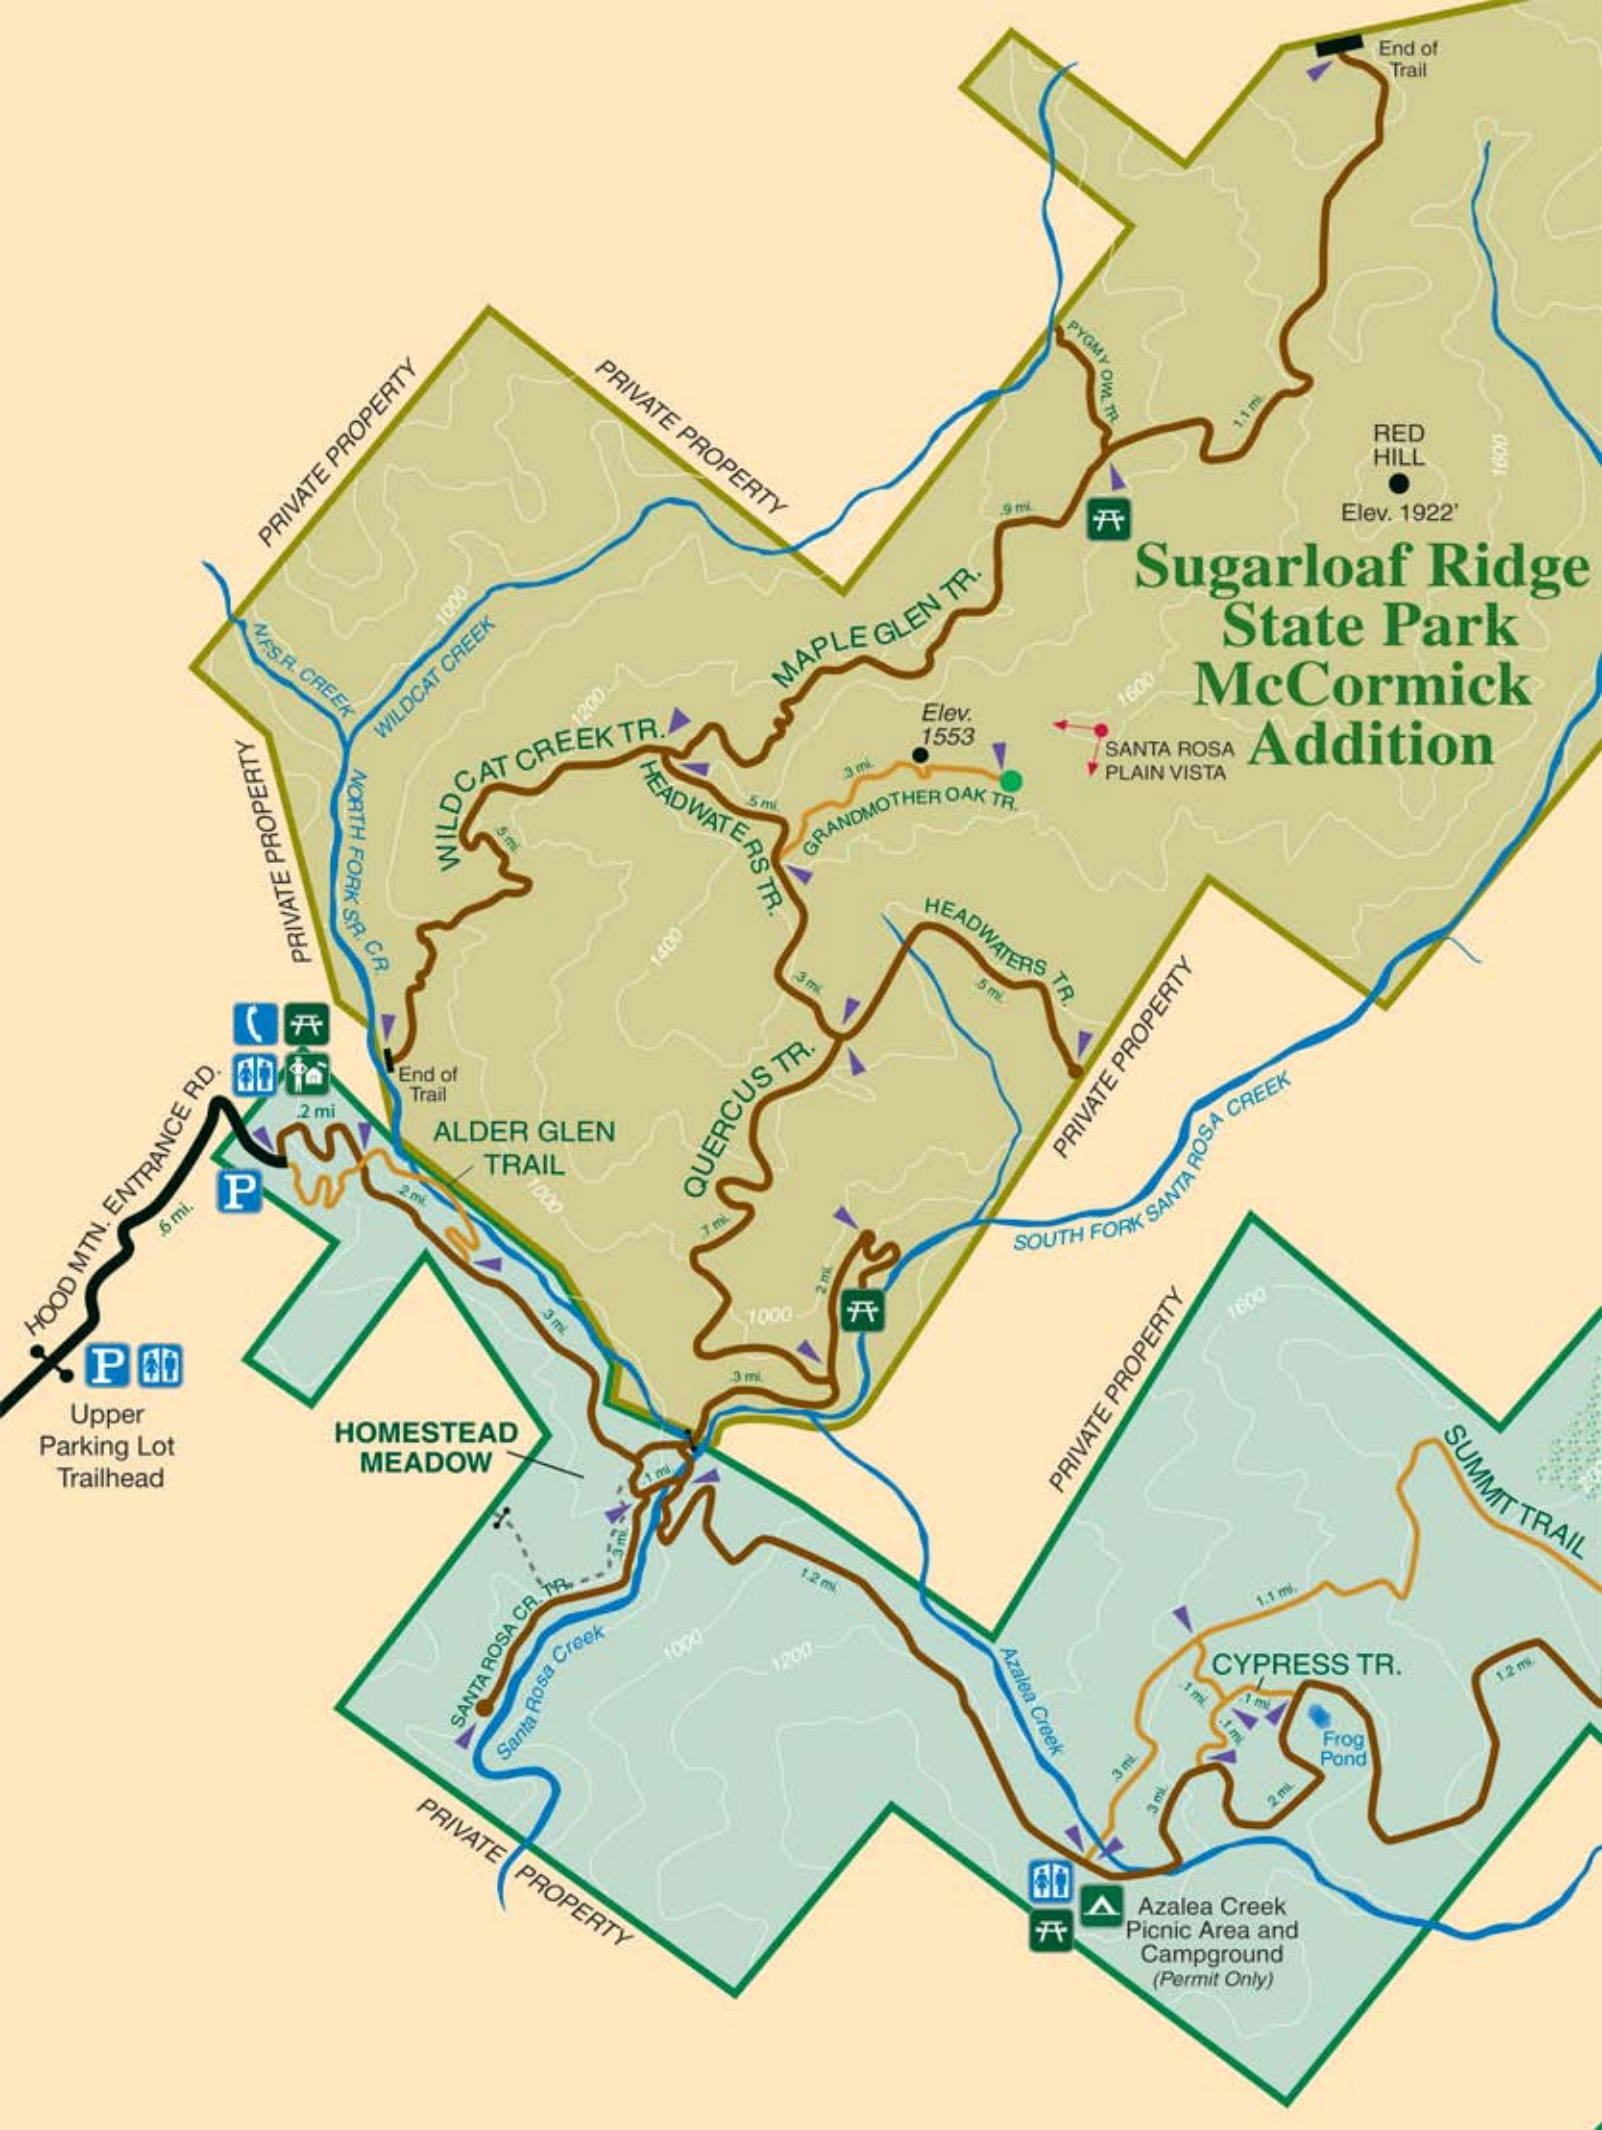 End of
Trail
PYGMY OWL TR.
1.1 mi.
RED
HILL
Elev. 1922'
1600
PRIVATE PROPERTY
PRIVATE PROPERTY
.9 mi.
Sugarloaf Ridge
State Park
McCormick
Addition
MAPLE GLEN TR.
1000
N.F.S.R. CREEK
WILDCAT CREEK
1200
1600
Elev.
1553
SANTA ROSA
PLAIN VISTA
WILDCAT CREEK TR.
.5 mi.
HEADWATERS TR.
.5 mi.
.3 mi.
GRANDMOTHER OAK TR.
PRIVATE PROPERTY
NORTH FORK S.R. CR.
1400
HEADWATERS TR.
.5 mi.
.3 mi.
PRIVATE PROPERTY
End of
Trail
QUERCUS TR.
HOOD MTN. ENTRANCE RD.
.2 mi
ALDER GLEN
TRAIL
P
.2 mi.
1000
.6 mi.
.7 mi.
SOUTH FORK SANTA ROSA CREEK
.2 mi.
1000
.3 mi.
1600
PRIVATE PROPERTY
P
Upper
Parking Lot
Trailhead
.3 mi.
HOMESTEAD
MEADOW
.1 mi
.3 mi.
SUMMIT TRAIL
1.2 mi.
1.1 mi.
SANTA ROSA CR. TR.
Santa Rosa Creek
1000
1200
Azalea Creek
CYPRESS TR.
.1 mi.
.1 mi.
.1 mi.
1.2 mi.
Frog
Pond
.3 mi.
.3 mi.
.2 mi.
PRIVATE PROPERTY
Azalea Creek
Picnic Area and
Campground
(Permit Only)